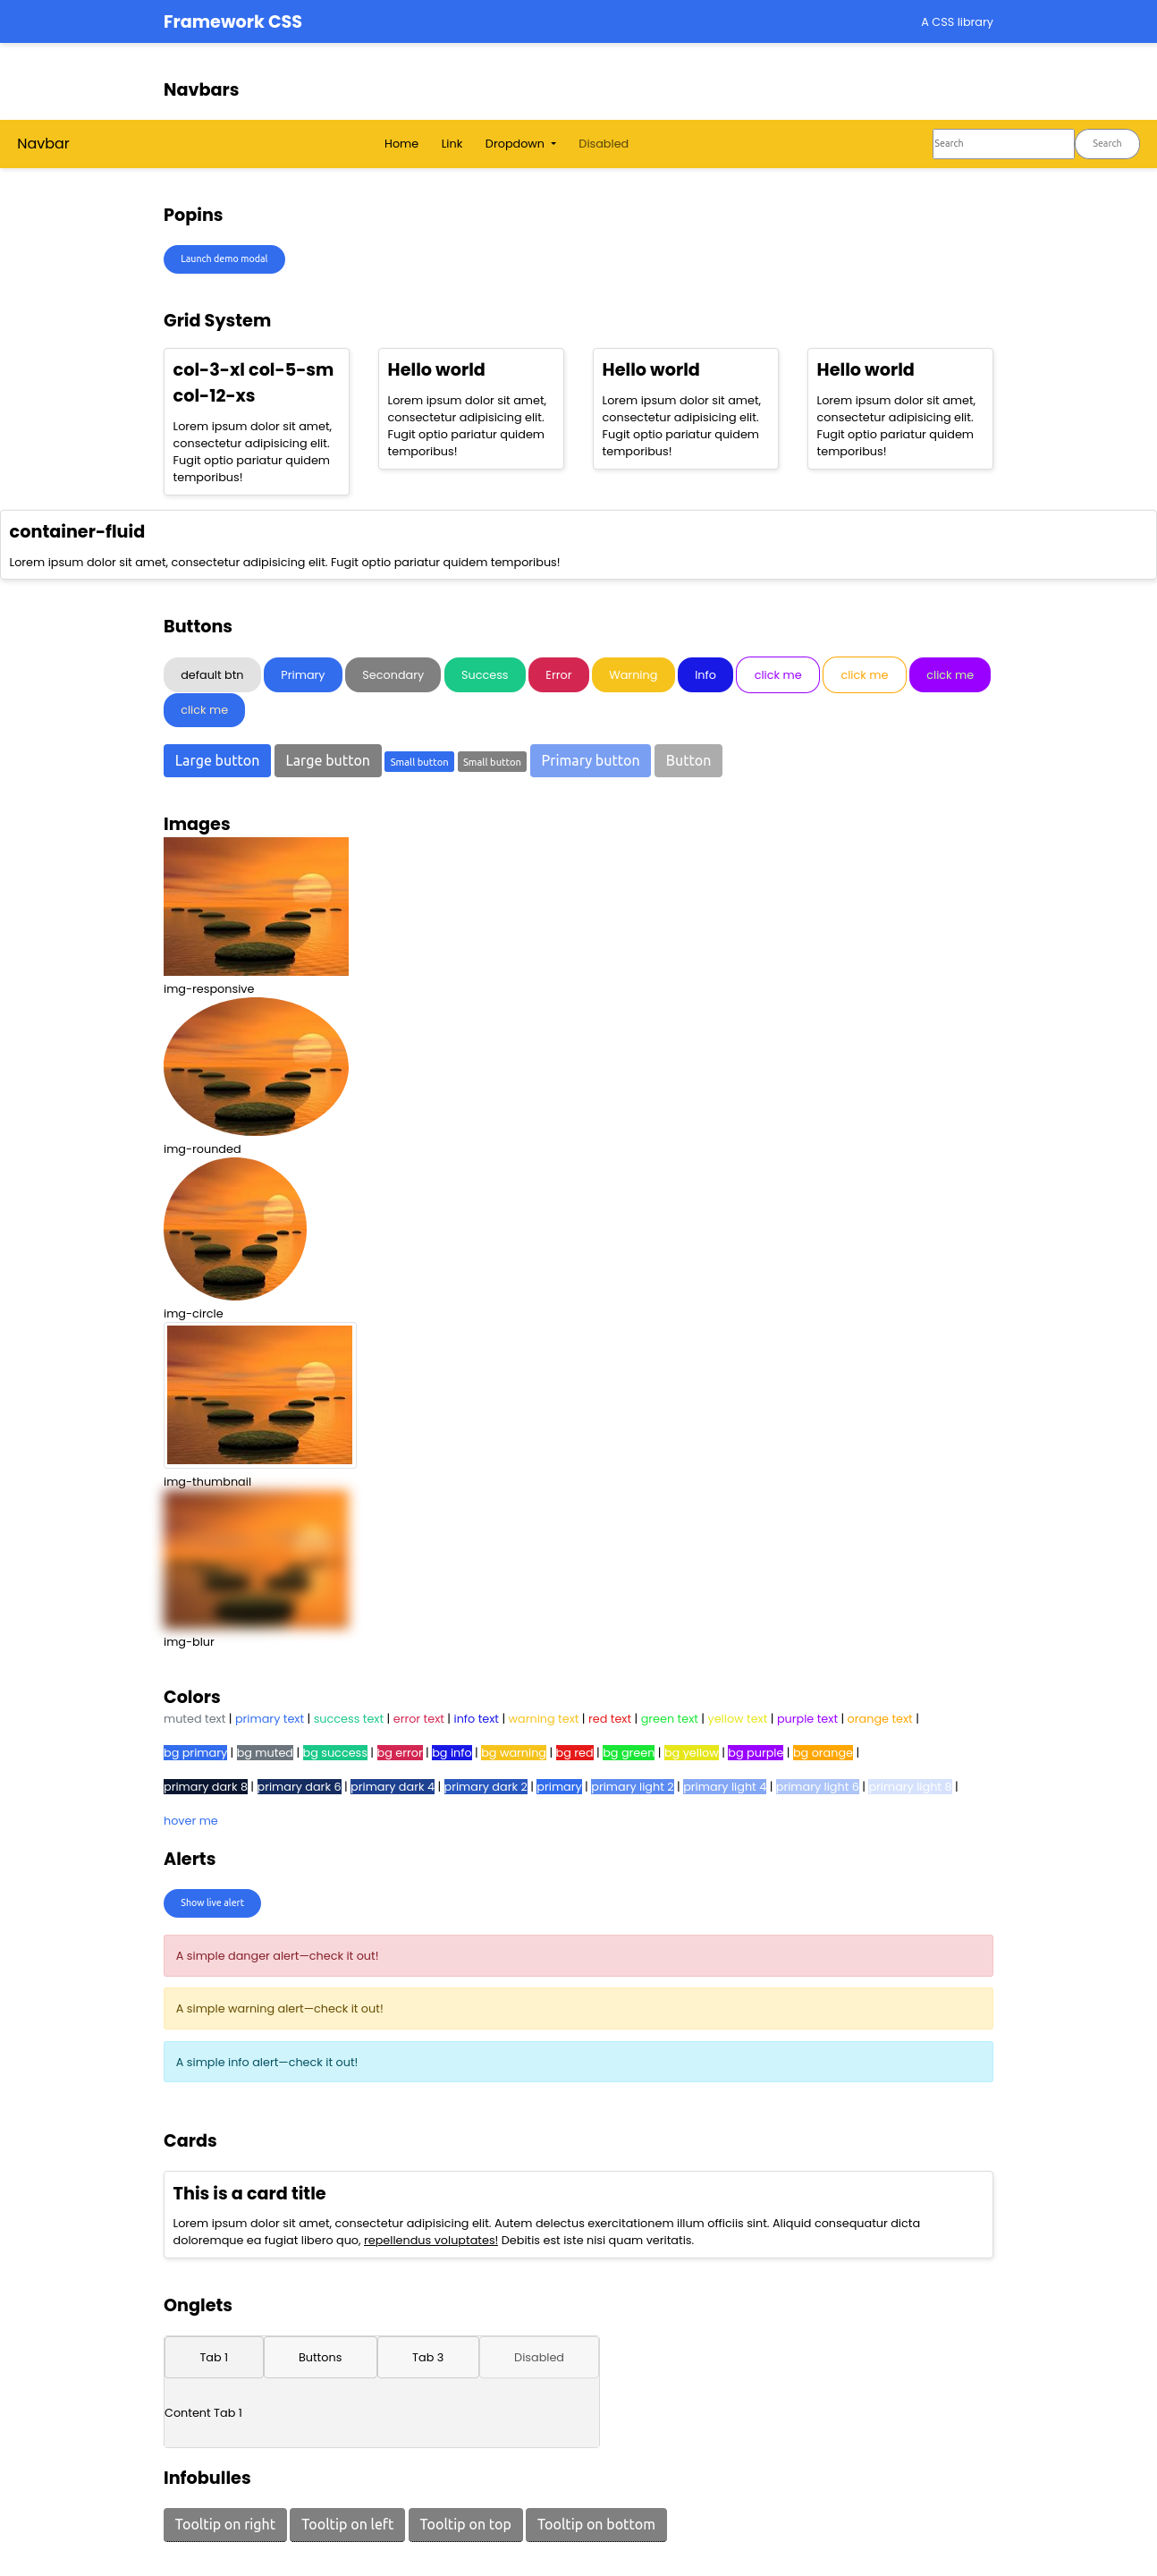 Framework CSS
A CSS library
Navbars
Navbar
Home
Link
Dropdown
Disabled
Search
Search
Popins
Launch demo modal
Grid System
col-3-xl col-5-sm
col-12-xs
Lorem ipsum dolor sit amet,
consectetur adipisicing elit.
Fugit optio pariatur quidem
temporibus!
Hello world
Lorem ipsum dolor sit amet,
consectetur adipisicing elit.
Fugit optio pariatur quidem
temporibus!
Hello world
Lorem ipsum dolor sit amet,
consectetur adipisicing elit.
Fugit optio pariatur quidem
temporibus!
Hello world
Lorem ipsum dolor sit amet,
consectetur adipisicing elit.
Fugit optio pariatur quidem
temporibus!
container-fluid
Lorem ipsum dolor sit amet, consectetur adipisicing elit. Fugit optio pariatur quidem temporibus!
Buttons
default btn Primary Secondary Success Error Warning Info click me click me click me
click me
Large button Large button Small button Small button Primary button Button
Images
img-responsive
img-rounded
img-circle
img-thumbnail
img-blur
Colors
muted text | primary text | success text | error text | info text | warning text | red text | green text | yellow text | purple text | orange text |
bg primary | bg muted | bg success | bg error | bg info | bg warning | bg red | bg green | bg yellow | bg purple | bg orange |
primary dark 8 | primary dark 6 | primary dark 4 | primary dark 2 | primary | primary light 2 | primary light 4 | primary light 6 | primary light 8 |
hover me
Alerts
Show live alert
A simple danger alert—check it out!
A simple warning alert—check it out!
A simple info alert—check it out!
Cards
This is a card title
Lorem ipsum dolor sit amet, consectetur adipisicing elit. Autem delectus exercitationem illum officiis sint. Aliquid consequatur dicta
doloremque ea fugiat libero quo, repellendus voluptates! Debitis est iste nisi quam veritatis.
Onglets
Tab 1 Buttons Tab 3 Disabled
Content Tab 1
Infobulles
Tooltip on right Tooltip on left Tooltip on top Tooltip on bottom